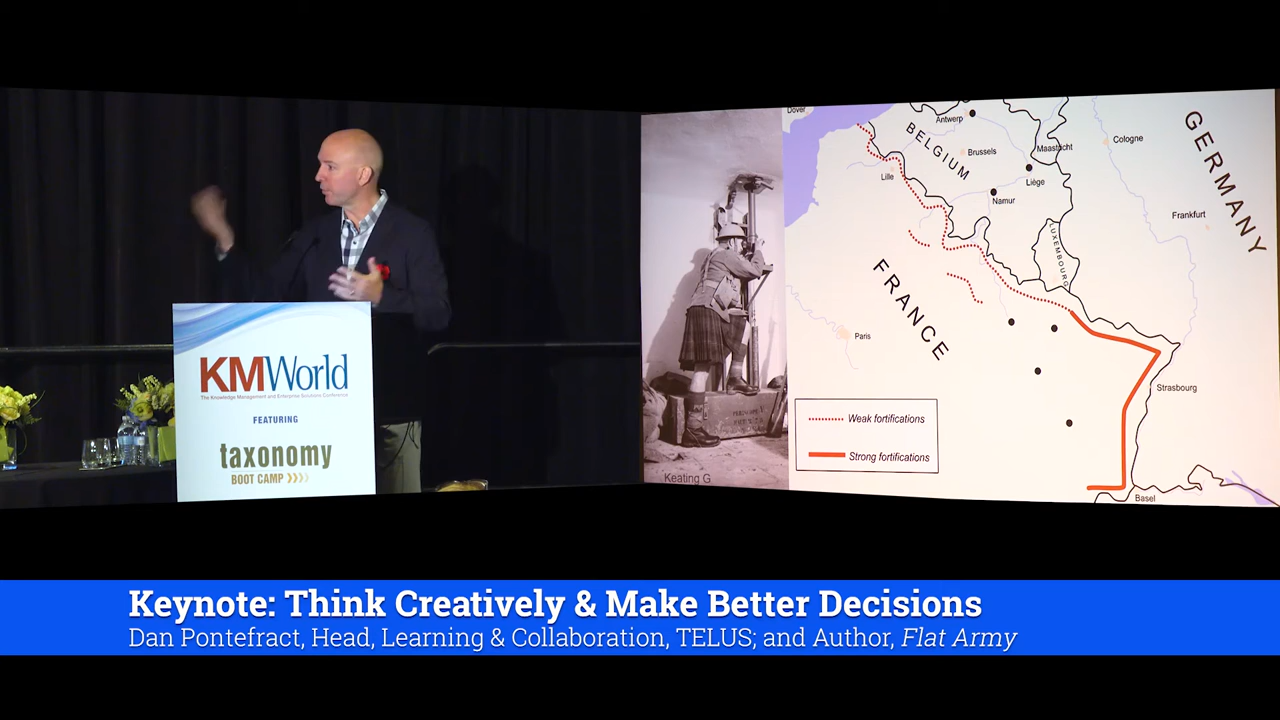 KMWorld
The Knowledge Management and Enterprise Solutions Conference
FEATURING
taxonomy
BOOT CAMP
Keating G
Dover
Antwerp
BELGIUM
Brussels
Maastricht
Cologne
GERMANY
Lille
Liége
Namur
Frankfurt
LUXEMBOURG
FRANCE
Paris
Strasbourg
Weak fortifications
Strong fortifications
Basel
Keynote: Think Creatively & Make Better Decisions
Dan Pontefract, Head, Learning & Collaboration, TELUS; and Author, Flat Army